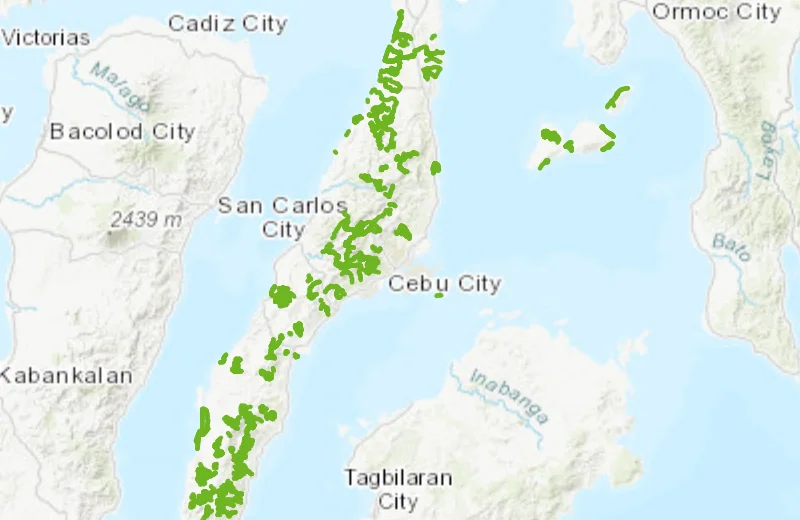 Ormoc City
Cadiz City
Victorias
Malago
y
Bacolod City
Layog
San Carlos
City
2439 m
Bato
Cebu City
Kabankalan
Inabanga
Tagbilaran
City